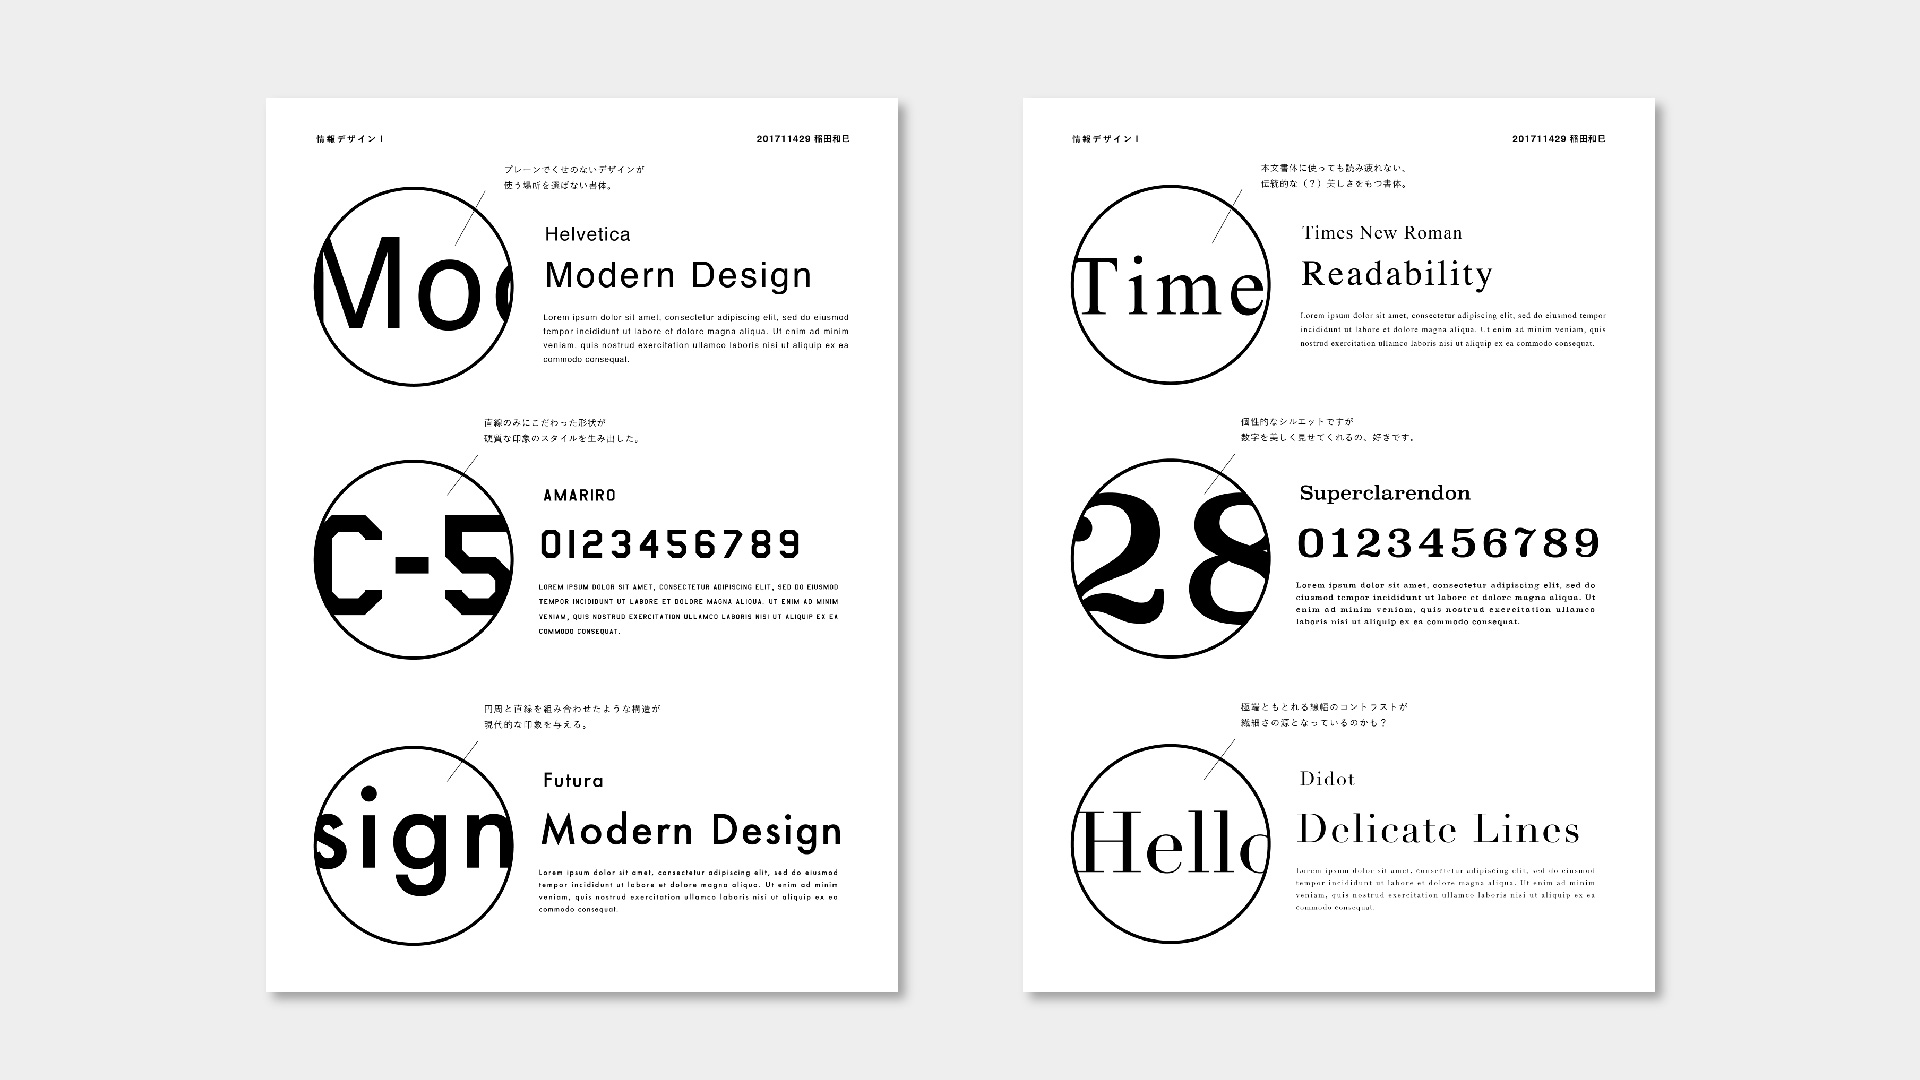 情報デザインI
201711429 稲田和巳
プレーンでくせのないデザインが
使う場所を選ばない書体。
Moc
Helvetica
Modern Design
Lorem ipsum dolor sit amet, consectetur adipiscing elit, sed do eiusmod
tempor incididunt ut labore et dolore magna aliqua. Ut enim ad minim
veniam, quis nostrud exercitation ullamco laboris nisi ut aliquip ex ea
commodo consequat.
直線のみにこだわった形状が
硬質な印象のスタイルを生み出した。
C-5
AMARIRO
0123456789
LOREM IPSUM DOLOR SIT AMET, CONSECTETUR ADIPISCING ELIT, SED DO EIUSMOD
TEMPOR INCIDIDUNT UT LABORE ET DOLORE MAGNA ALIQUA. UT ENIM AD MINIM
VENIAM, QUIS NOSTRUD EXERCITATION ULLAMCO LABORIS NISI UT ALIQUIP EX EA
COMMODO CONSEQUAT.
円周と直線を組み合わせたような構造が
現代的な印象を与える。
sign
Futura
Modern Design
Lorem ipsum dolor sit amet, consectetur adipiscing elit, sed do eiusmod
tempor incididunt ut labore et dolore magna aliqua. Ut enim ad minim
veniam, quis nostrud exercitation ullamco laboris nisi ut aliquip ex ea
commodo consequat.
情報デザインI
201711429 稲田和巳
本文書体に使っても読み疲れない、
伝統的な（？）美しさをもつ書体。
Time
Times New Roman
Readability
Lorem ipsum dolor sit amet, consectetur adipiscing elit, sed do eiusmod tempor
incididunt ut labore et dolore magna aliqua. Ut enim ad minim veniam, quis
nostrud exercitation ullamco laboris nisi ut aliquip ex ea commodo consequat.
個性的なシルエットですが
数字を美しく見せてくれるの、好きです。
28
Superclarendon
0123456789
Lorem ipsum dolor sit amet, consectetur adipiscing elit, sed do
eiusmod tempor incididunt ut labore et dolore magna aliqua. Ut
enim ad minim veniam, quis nostrud exercitation ullamco
laboris nisi ut aliquip ex ea commodo consequat.
極端ともとれる線幅のコントラストが
繊細さの源となっているのかも？
Hello
Didot
Delicate Lines
Lorem ipsum dolor sit amet, consectetur adipiscing elit, sed do eiusmod
tempor incididunt ut labore et dolore magna aliqua. Ut enim ad minim
veniam, quis nostrud exercitation ullamco laboris nisi ut aliquip ex ea
commodo consequat.